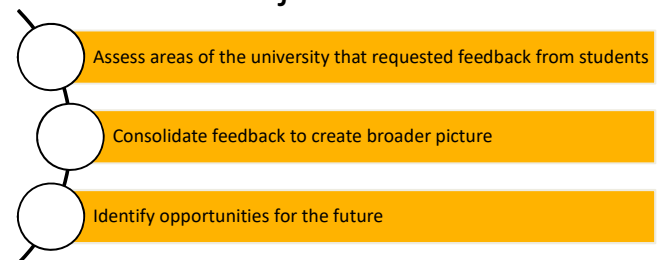 Assess areas of the university that requested feedback from students
Consolidate feedback to create broader picture
Identify opportunities for the future